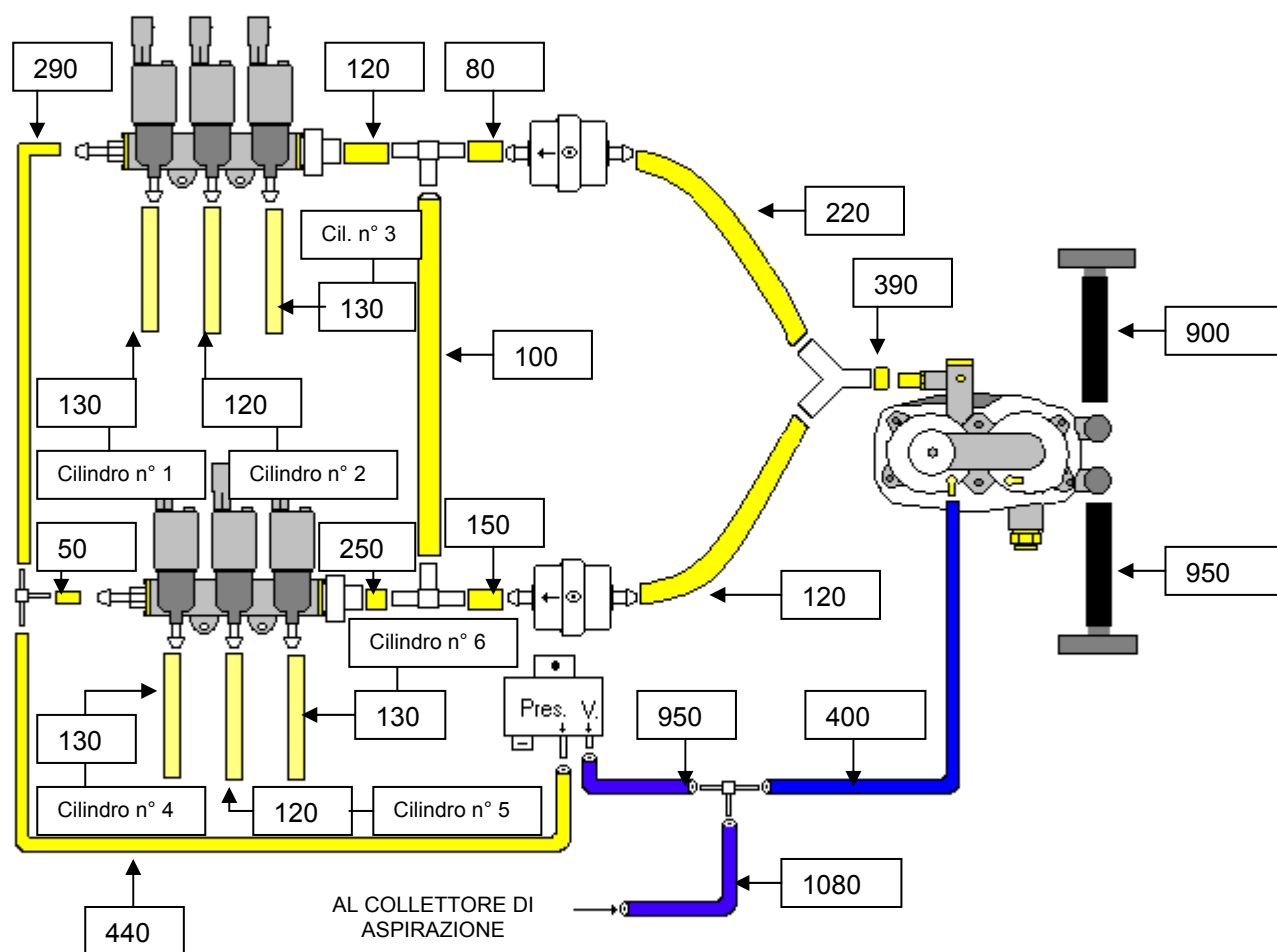 290
120
80
220
Cil. n° 3
130
390
900
100
130
120
Cilindro n° 1
Cilindro n° 2
50
250
150
950
120
Cilindro n° 6
130
130
Pres. V.
950
400
Cilindro n° 4
120
Cilindro n° 5
1080
440
AL COLLETTORE DI
ASPIRAZIONE